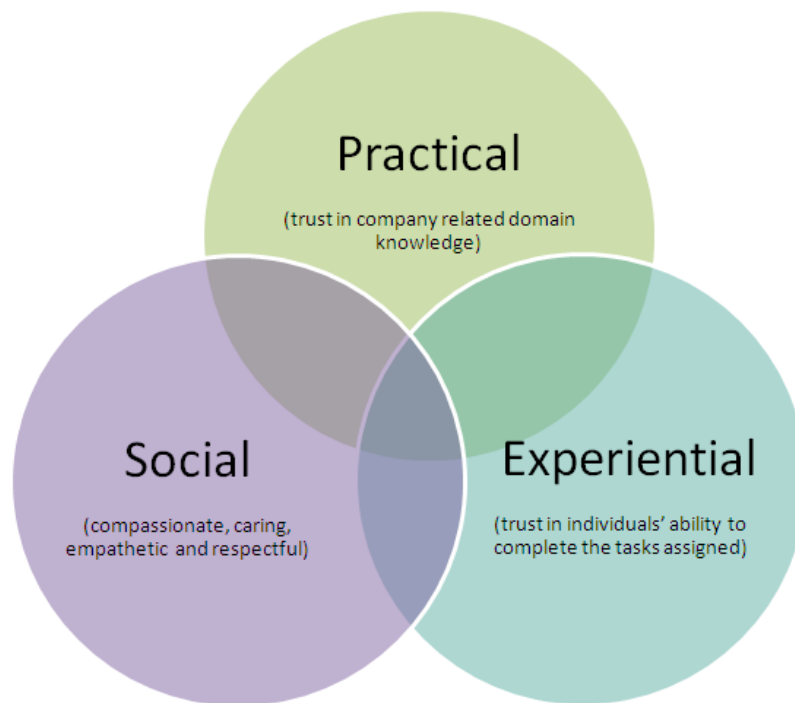 Practical
(trust in company related domain
knowledge)
Social
(compassionate, caring,
empathetic and respectful)
Experiential
(trust in individuals’ ability to
complete the tasks assigned)